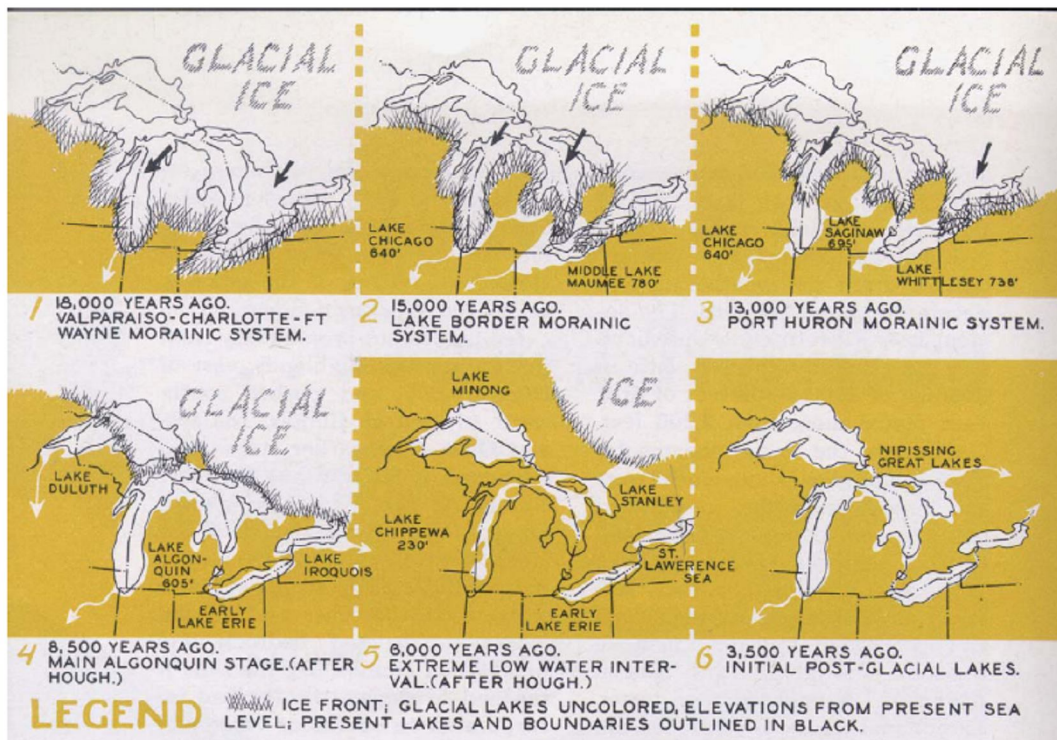 GLACIAL
ICE
1 18,000 YEARS AGO.
VALPARAISO-CHARLOTTE-FT
WAYNE MORAINIC SYSTEM.
GLACIAL
ICE
LAKE
CHICAGO
640'
MIDDLE LAKE
MAUMEE 780'
2 15,000 YEARS AGO.
LAKE BORDER MORAINIC
SYSTEM.
GLACIAL
ICE
LAKE
CHICAGO
640'
LAKE
SAGINAW
695'
LAKE
WHITTLESEY 738'
3 13,000 YEARS AGO.
PORT HURON MORAINIC SYSTEM.
GLACIAL
ICE
LAKE
DULUTH
LAKE
ALGON-
QUIN
605'
LAKE
IROQUOIS
EARLY
LAKE ERIE
4 8,500 YEARS AGO.
MAIN ALGONQUIN STAGE.(AFTER
HOUGH.)
LAKE
MINONG
ICE
LAKE
STANLEY
LAKE
CHIPPEWA
230'
ST.
LAWERENCE
SEA
EARLY
LAKE ERIE
5 6,000 YEARS AGO.
EXTREME LOW WATER INTER-
VAL.(AFTER HOUGH.)
NIPISSING
GREAT LAKES
6 3,500 YEARS AGO.
INITIAL POST-GLACIAL LAKES.
LEGEND ICE FRONT; GLACIAL LAKES UNCOLORED, ELEVATIONS FROM PRESENT SEA
LEVEL; PRESENT LAKES AND BOUNDARIES OUTLINED IN BLACK.